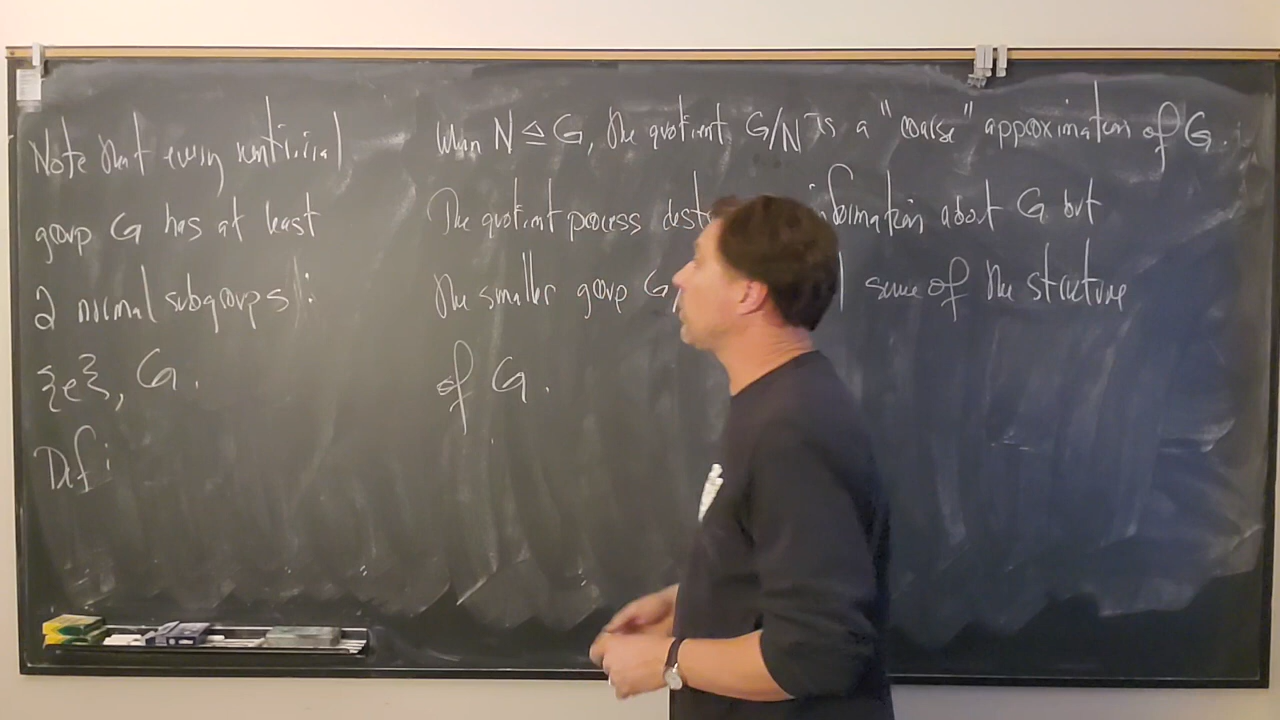 Note that every nontrivial
group G has at least
2 normal subgroups:
{e}, G.
Def:
When N ⊴ G, the quotient G/N is a "coarse" approximation of G.
The quotient process information about G but
the smaller group some of the structure
of G.